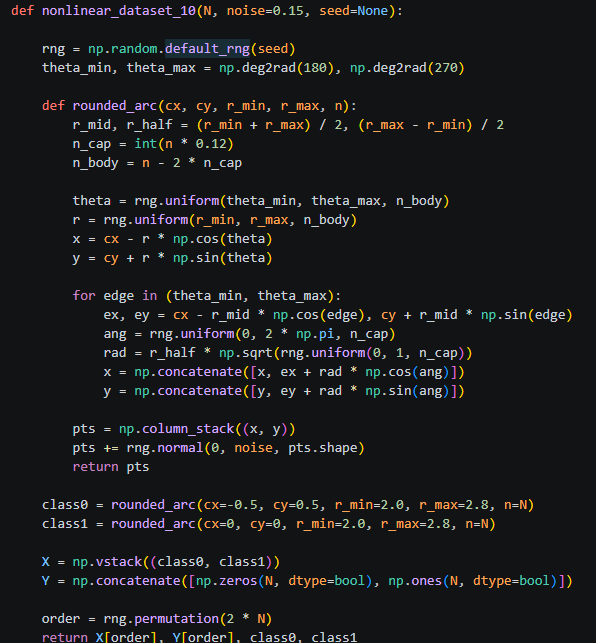 def nonlinear_dataset_10(N, noise=0.15, seed=None):
rng = np.random.default_rng(seed)
theta_min, theta_max = np.deg2rad(180), np.deg2rad(270)
def rounded_arc(cx, cy, r_min, r_max, n):
r_mid, r_half = (r_min + r_max) / 2, (r_max - r_min) / 2
n_cap = int(n * 0.12)
n_body = n - 2 * n_cap
theta = rng.uniform(theta_min, theta_max, n_body)
r = rng.uniform(r_min, r_max, n_body)
x = cx - r * np.cos(theta)
y = cy + r * np.sin(theta)
for edge in (theta_min, theta_max):
ex, ey = cx - r_mid * np.cos(edge), cy + r_mid * np.sin(edge)
ang = rng.uniform(0, 2 * np.pi, n_cap)
rad = r_half * np.sqrt(rng.uniform(0, 1, n_cap))
x = np.concatenate([x, ex + rad * np.cos(ang)])
y = np.concatenate([y, ey + rad * np.sin(ang)])
pts = np.column_stack((x, y))
pts += rng.normal(0, noise, pts.shape)
return pts
class0 = rounded_arc(cx=-0.5, cy=0.5, r_min=2.0, r_max=2.8, n=N)
class1 = rounded_arc(cx=0, cy=0, r_min=2.0, r_max=2.8, n=N)
X = np.vstack((class0, class1))
Y = np.concatenate([np.zeros(N, dtype=bool), np.ones(N, dtype=bool)])
order = rng.permutation(2 * N)
return X[order], Y[order], class0, class1